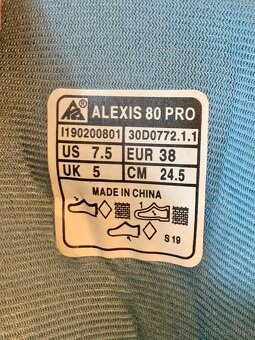 ALEXIS 80 PRO
I190200801 30D0772.1.1
US 7.5 EUR 38
UK 5 CM 24.5
MADE IN CHINA
1
S19